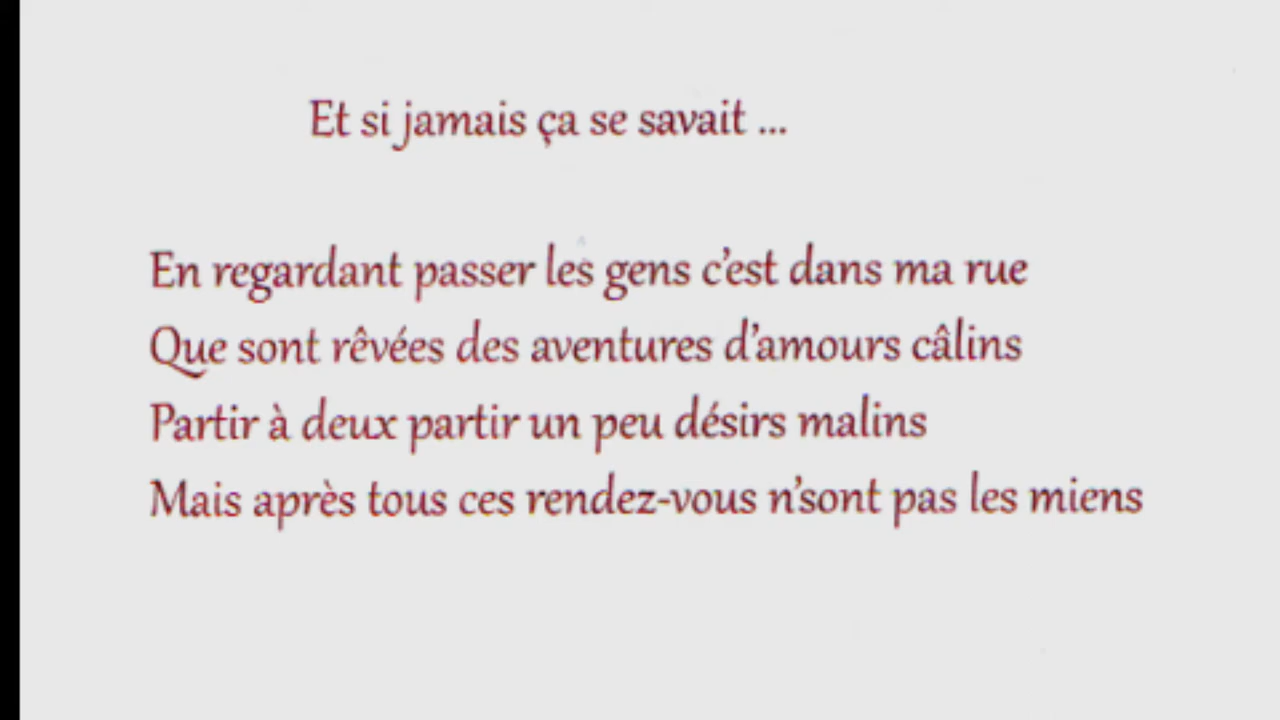 Et si jamais ça se savait ...
En regardant passer les gens c’est dans ma rue
Que sont rêvées des aventures d’amours câlins
Partir à deux partir un peu désirs malins
Mais après tous ces rendez-vous n’sont pas les miens